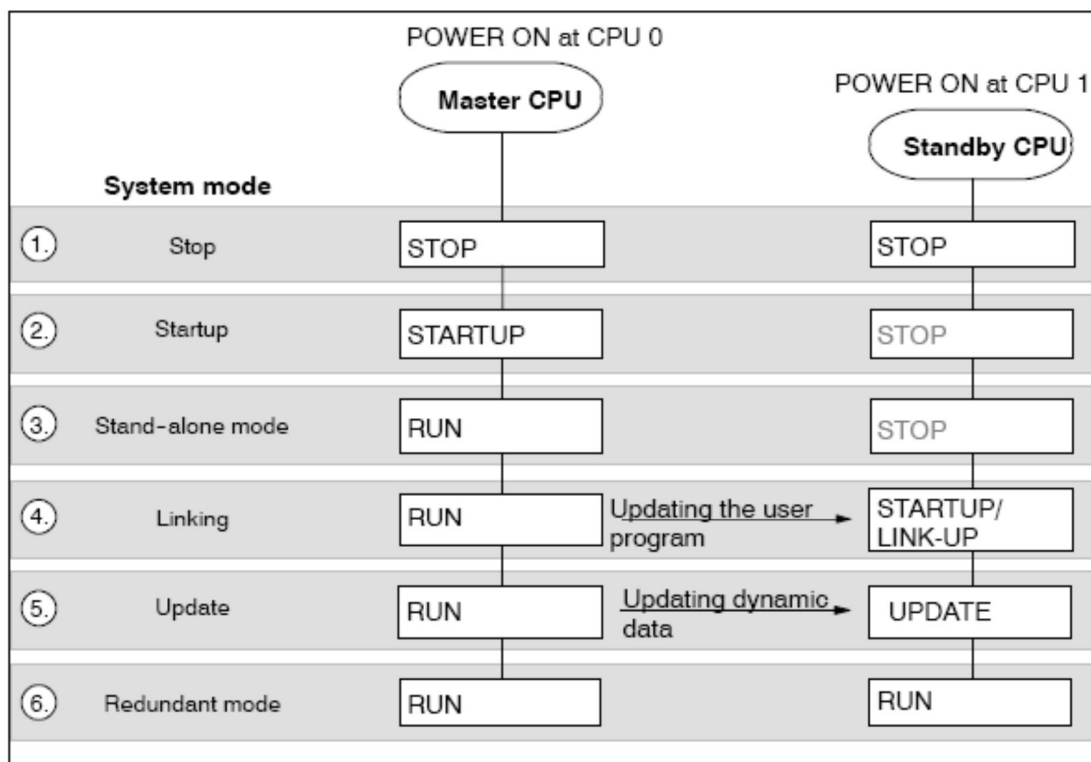 POWER ON at CPU 0
Master CPU
POWER ON at CPU 1
Standby CPU
System mode
1. Stop STOP STOP
2. Startup STARTUP STOP
3. Stand-alone mode RUN STOP
4. Linking RUN Updating the user program STARTUP/ LINK-UP
5. Update RUN Updating dynamic data UPDATE
6. Redundant mode RUN RUN